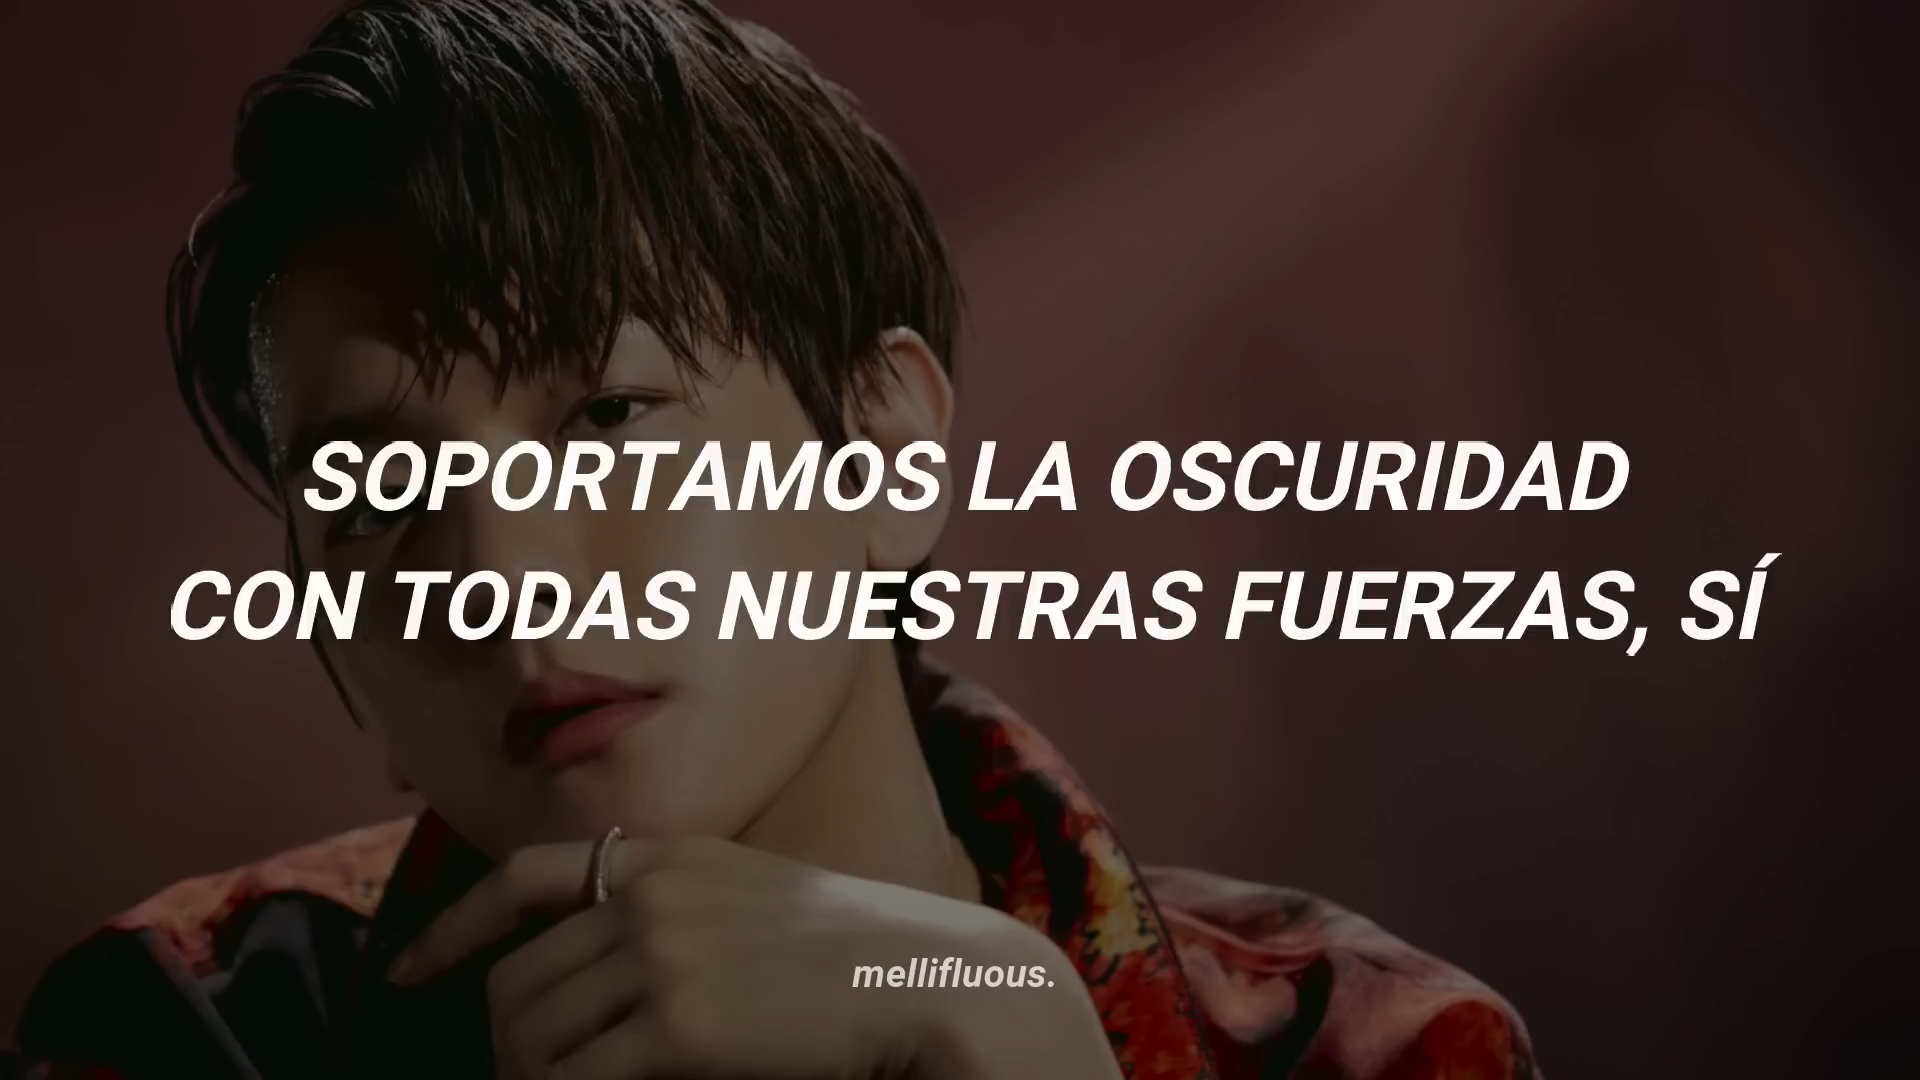 SOPORTAMOS LA OSCURIDAD
CON TODAS NUESTRAS FUERZAS, SÍ
mellifluous.